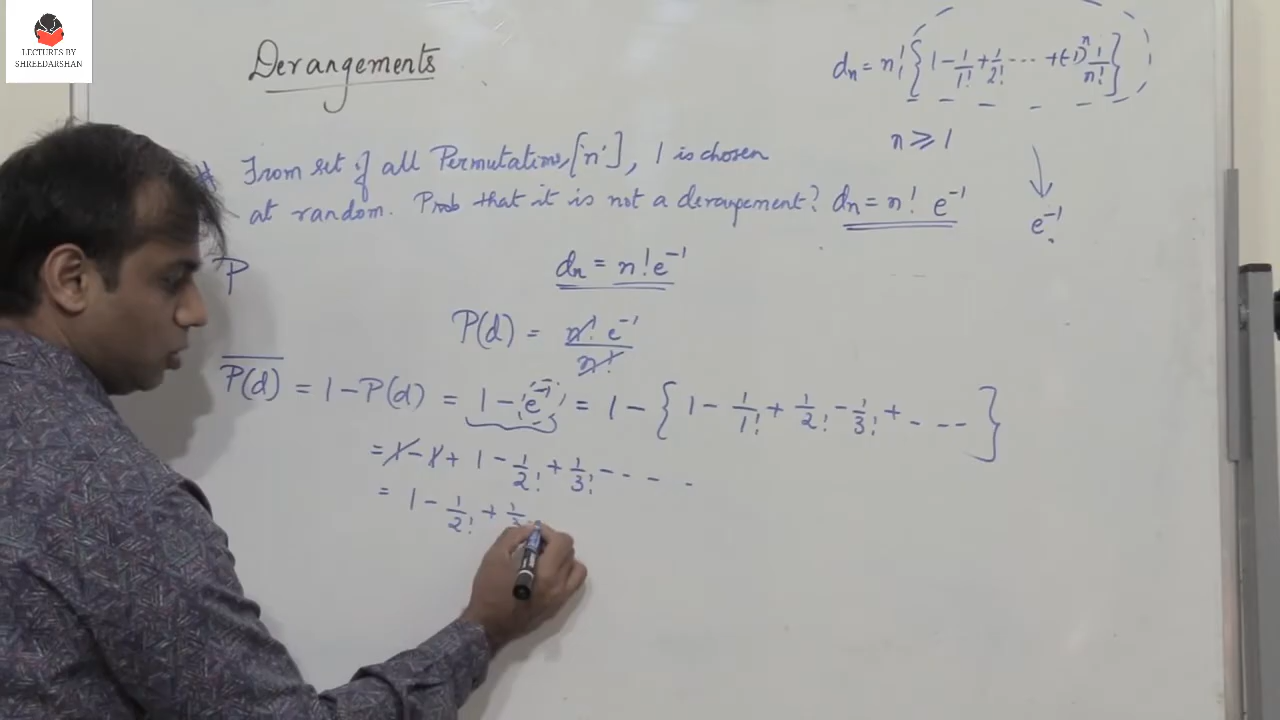 LECTURES BY
SHREEDARSHAN
Derangements
dn = n! { 1 - 1/1! + 1/2! ... + (-1)^n 1/n! }
n ≥ 1
# From set of all Permutations, [n], 1 is chosen
at random. Prob that it is not a derangement? dn = n! e^-1
e^-1
P
dn = n! e^-1
P(d) = n! e^-1 / n!
P(d) = 1 - P(d) = 1 - e^-1 = 1 - { 1 - 1/1! + 1/2! - 1/3! + ... }
= 1 - 1 + 1 - 1/2! + 1/3! - - - -
= 1 - 1/2! + 1/3